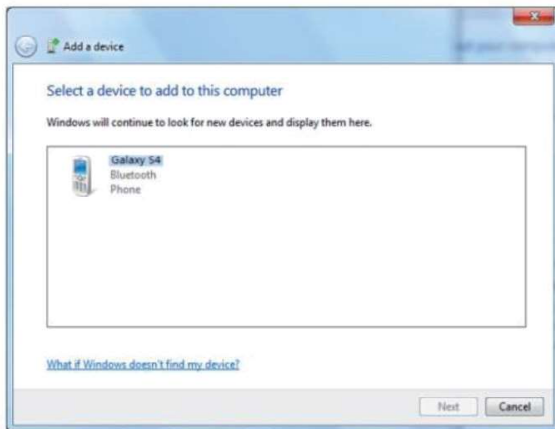 Add a device
Select a device to add to this computer
Windows will continue to look for new devices and display them here.
Galaxy S4
Bluetooth
Phone
What if Windows doesn't find my device?
Next
Cancel